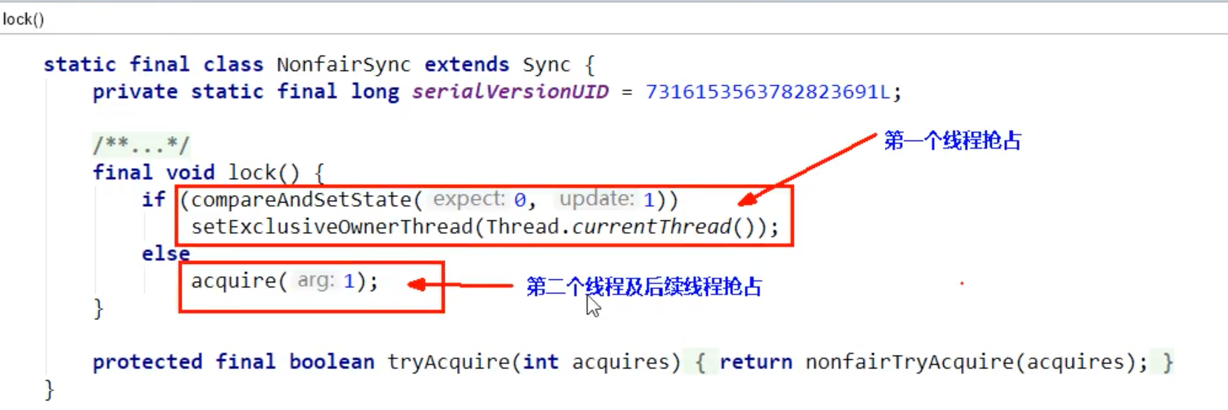 lock()
static final class NonfairSync extends Sync {
private static final long serialVersionUID = 7316153563782823691L;
/**...*/
final void lock() {
if (compareAndSetState( expect: 0, update: 1))
setExclusiveOwnerThread(Thread.currentThread());
else
acquire( arg: 1);
}
protected final boolean tryAcquire(int acquires) { return nonfairTryAcquire(acquires); }
}
第一个线程抢占
第二个线程及后续线程抢占